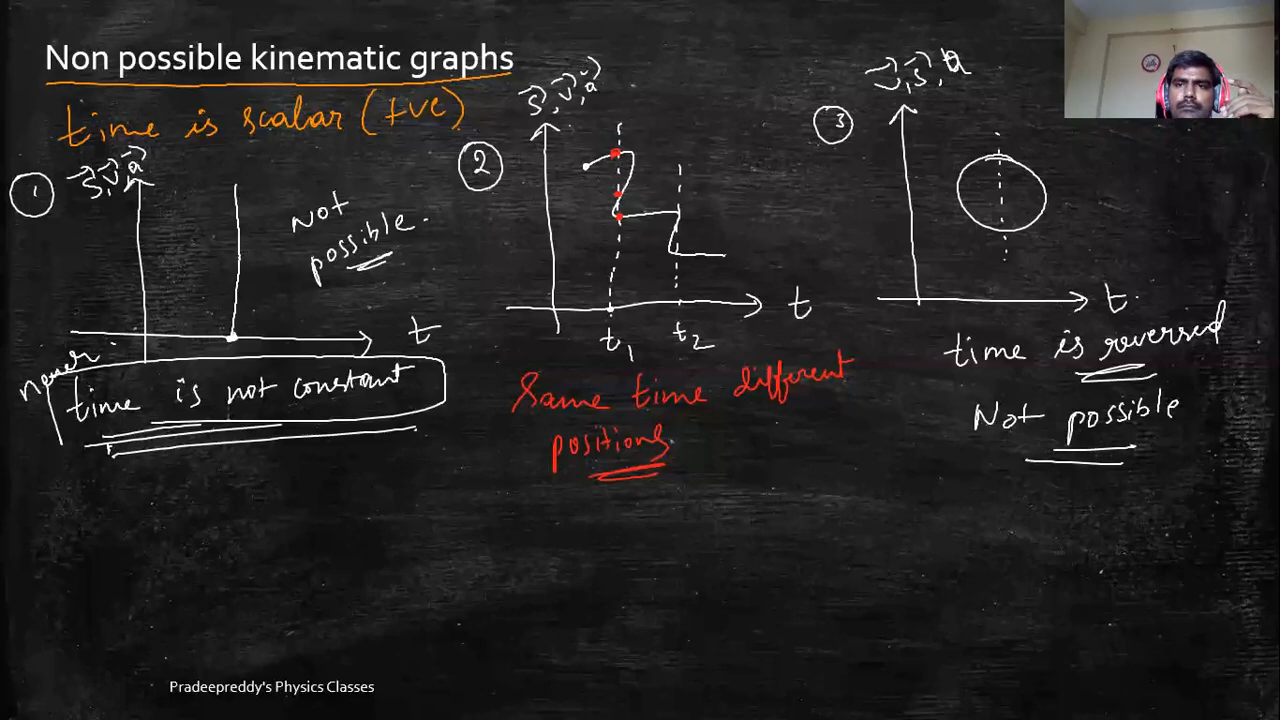 Non possible kinematic graphs
time is scalar (+ve)
1
s, v, a
Not
possible.
t
never.
time is not constant
2
s, v, a
t
t1
t2
Same time different
positions
3
v, s, a
t
time is reversed
Not possible
Pradeepreddy's Physics Classes